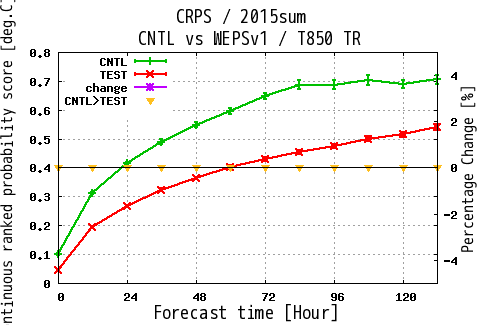 CRPS / 2015sum
CNTL vs WEPSv1 / T850 TR
ntinuous ranked probability score [deg.C]
0.8
0.7
0.6
0.5
0.4
0.3
0.2
0.1
0
CNTL
TEST
change
CNTL>TEST
4
2
0
-2
-4
Percentage Change [%]
0 24 48 72 96 120
Forecast time [Hour]